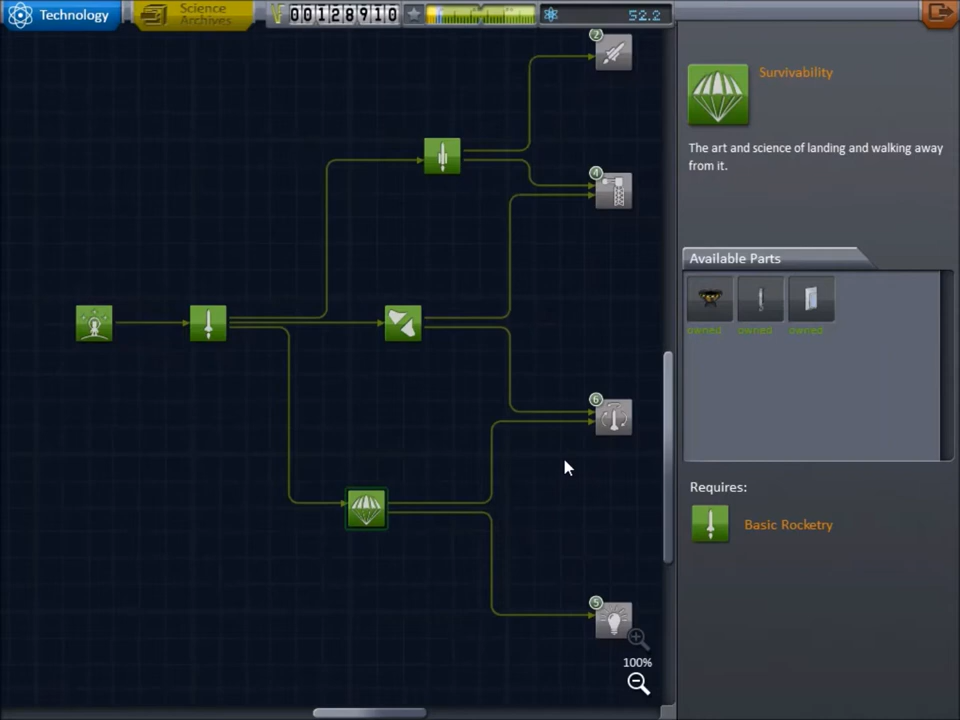 Technology
Science
Archives
00128910
52.2
2
4
6
5
100%
Survivability
The art and science of landing and walking away
from it.
Available Parts
owned owned owned
Requires:
Basic Rocketry